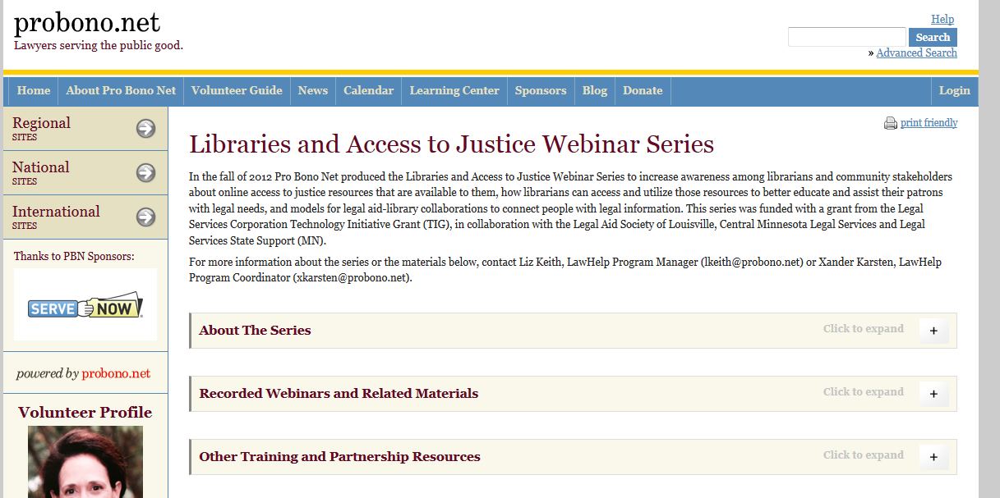 probono.net
Lawyers serving the public good.
Help
Search
» Advanced Search
Home About Pro Bono Net Volunteer Guide News Calendar Learning Center Sponsors Blog Donate Login
Regional
SITES
National
SITES
International
SITES
Thanks to PBN Sponsors:
SERVE NOW
powered by probono.net
Volunteer Profile
print friendly
Libraries and Access to Justice Webinar Series
In the fall of 2012 Pro Bono Net produced the Libraries and Access to Justice Webinar Series to increase awareness among librarians and community stakeholders
about online access to justice resources that are available to them, how librarians can access and utilize those resources to better educate and assist their patrons
with legal needs, and models for legal aid-library collaborations to connect people with legal information. This series was funded with a grant from the Legal
Services Corporation Technology Initiative Grant (TIG), in collaboration with the Legal Aid Society of Louisville, Central Minnesota Legal Services and Legal
Services State Support (MN).
For more information about the series or the materials below, contact Liz Keith, LawHelp Program Manager (lkeith@probono.net) or Xander Karsten, LawHelp
Program Coordinator (xkarsten@probono.net).
About The Series Click to expand +
Recorded Webinars and Related Materials Click to expand +
Other Training and Partnership Resources Click to expand +